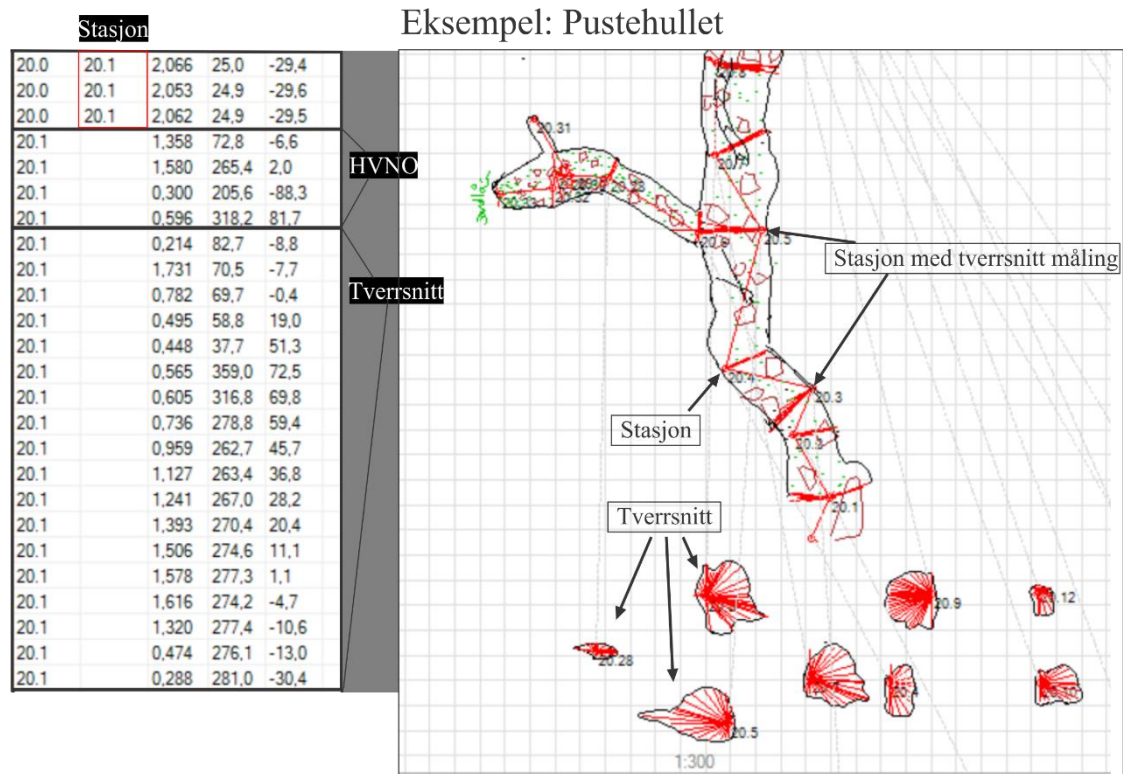 Eksempel: Pustehullet
Stasjon
20.0 20.1 2,066 25,0 -29,4
20.0 20.1 2,053 24,9 -29,6
20.0 20.1 2,062 24,9 -29,5
20.1 1,358 72,8 -6,6
20.1 1,580 265,4 2,0
20.1 0,300 205,6 -88,3
20.1 0,596 318,2 81,7
20.1 0,214 82,7 -8,8
20.1 1,731 70,5 -7,7
20.1 0,782 69,7 -0,4
20.1 0,495 58,8 19,0
20.1 0,448 37,7 51,3
20.1 0,565 359,0 72,5
20.1 0,605 316,8 69,8
20.1 0,736 278,8 59,4
20.1 0,959 262,7 45,7
20.1 1,127 263,4 36,8
20.1 1,241 267,0 28,2
20.1 1,393 270,4 20,4
20.1 1,506 274,6 11,1
20.1 1,578 277,3 1,1
20.1 1,616 274,2 -4,7
20.1 1,320 277,4 -10,6
20.1 0,474 276,1 -13,0
20.1 0,288 281,0 -30,4
HVNO
Tverrsnitt
20.31
20.32
20.5
Stasjon med tverrsnitt måling
20.4
20.3
Stasjon
20.1
Tverrsnitt
20.9
20.28
20.5
1:300